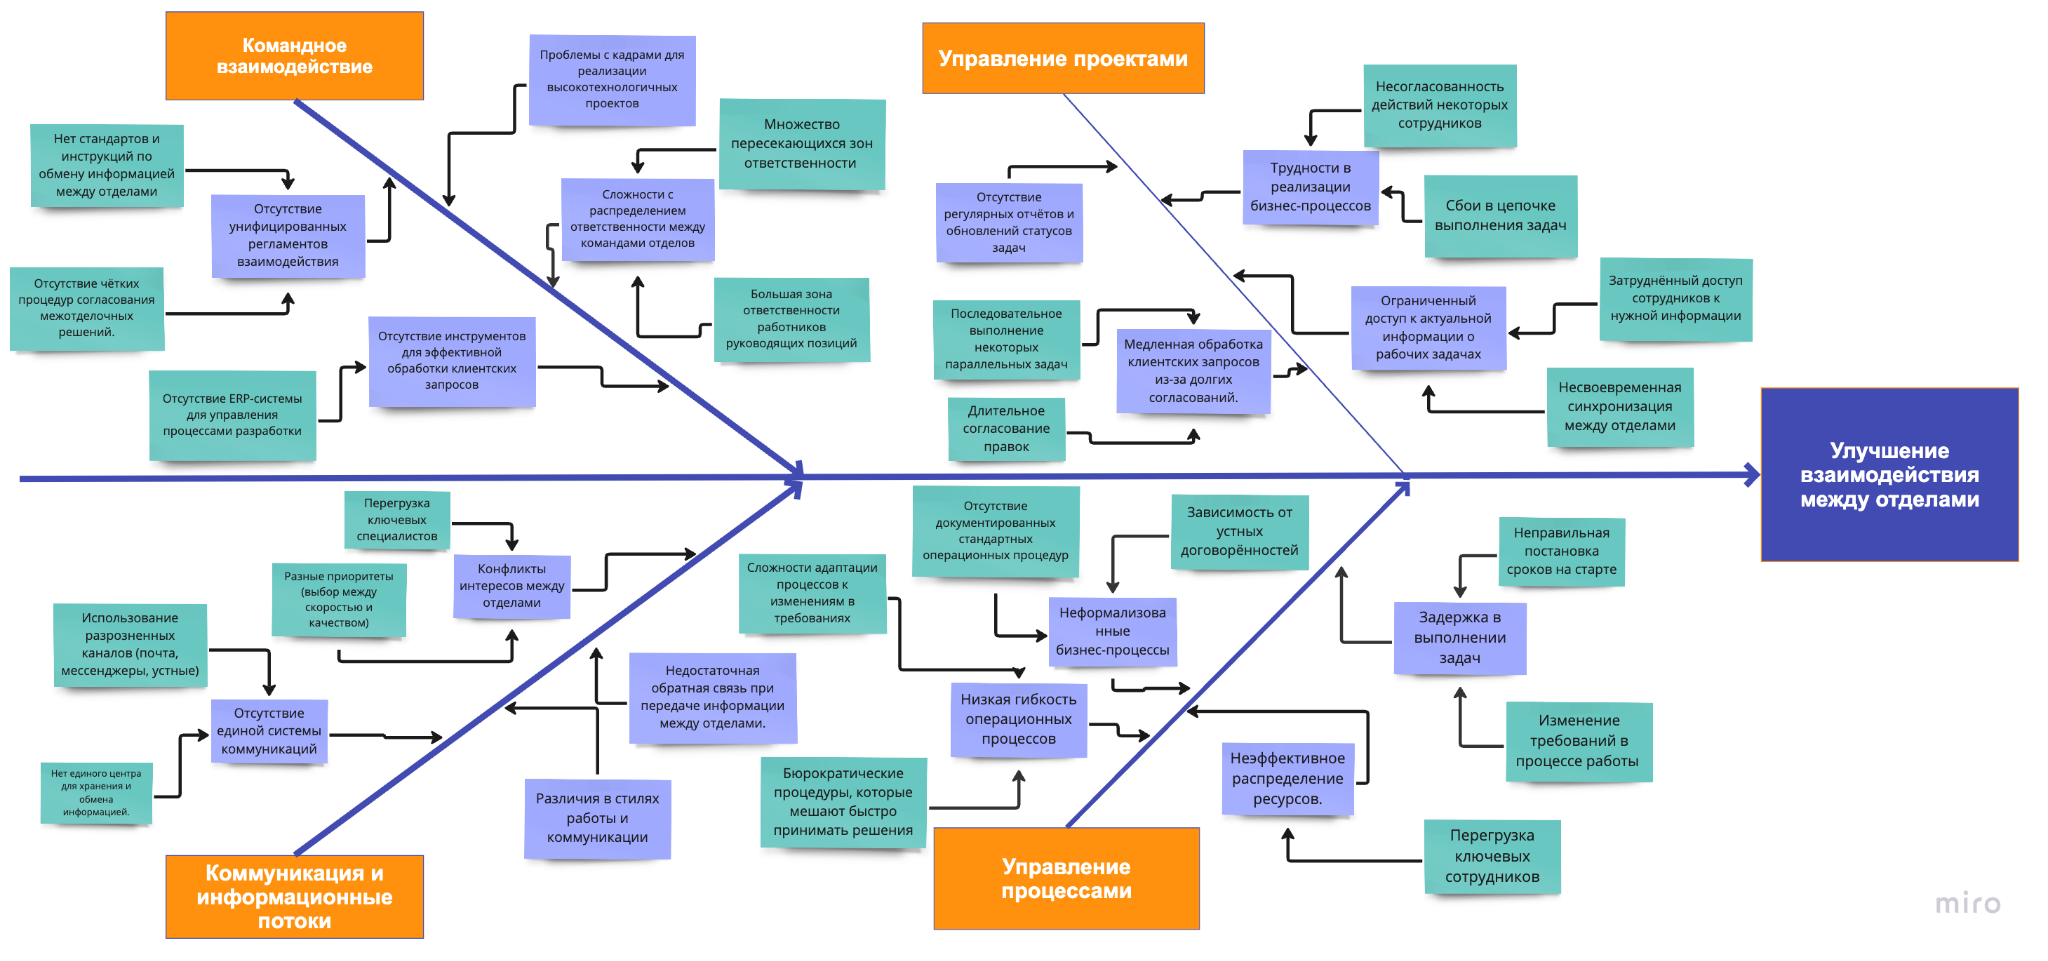 Командное
взаимодействие
Проблемы с кадрами для
реализации
высокотехнологичных
проектов
Нет стандартов и
инструкций по
обмену информацией
между отделами
Множество
пересекающихся зон
ответственности
Отсутствие
унифицированных
регламентов
взаимодействия
Сложности с
распределением
ответственности между
командами отделов
Отсутствие чётких
процедур согласования
межотделочных
решений.
Большая зона
ответственности
работников
руководящих позиций
Отсутствие инструментов
для эффективной
обработки клиентских
запросов
Отсутствие ERP-системы
для управления
процессами разработки
Управление проектами
Несогласованность
действий некоторых
сотрудников
Трудности в
реализации
бизнес-процессов
Отсутствие
регулярных отчётов и
обновлений статусов
задач
Сбои в цепочке
выполнения задач
Затруднённый доступ
сотрудников к
нужной информации
Ограниченный
доступ к актуальной
информации о
рабочих задачах
Последовательное
выполнение
некоторых
параллельных задач
Медленная обработка
клиентских запросов
из-за долгих
согласований.
Несвоевременная
синхронизация
между отделами
Длительное
согласование
правок
Улучшение
взаимодействия
между отделами
Перегрузка
ключевых
специалистов
Конфликты
интересов между
отделами
Разные приоритеты
(выбор между
скоростью и
качеством)
Использование
разрозненных
каналов (почта,
мессенджеры, устные)
Недостаточная
обратная связь при
передаче информации
между отделами.
Отсутствие
единой системы
коммуникаций
Нет единого центра
для хранения и
обмена
информацией.
Различия в стилях
работы и
коммуникации
Коммуникация и
информационные
потоки
Отсутствие
документированных
стандартных
операционных процедур
Зависимость от
устных
договорённостей
Неправильная
постановка
сроков на старте
Сложности адаптации
процессов к
изменениям в
требованиях
Неформализова
нные
бизнес-процессы
Задержка в
выполнении
задач
Низкая гибкость
операционных
процессов
Изменение
требований в
процессе работы
Неэффективное
распределение
ресурсов.
Бюрократические
процедуры, которые
мешают быстро
принимать решения
Перегрузка
ключевых
сотрудников
Управление
процессами
miro